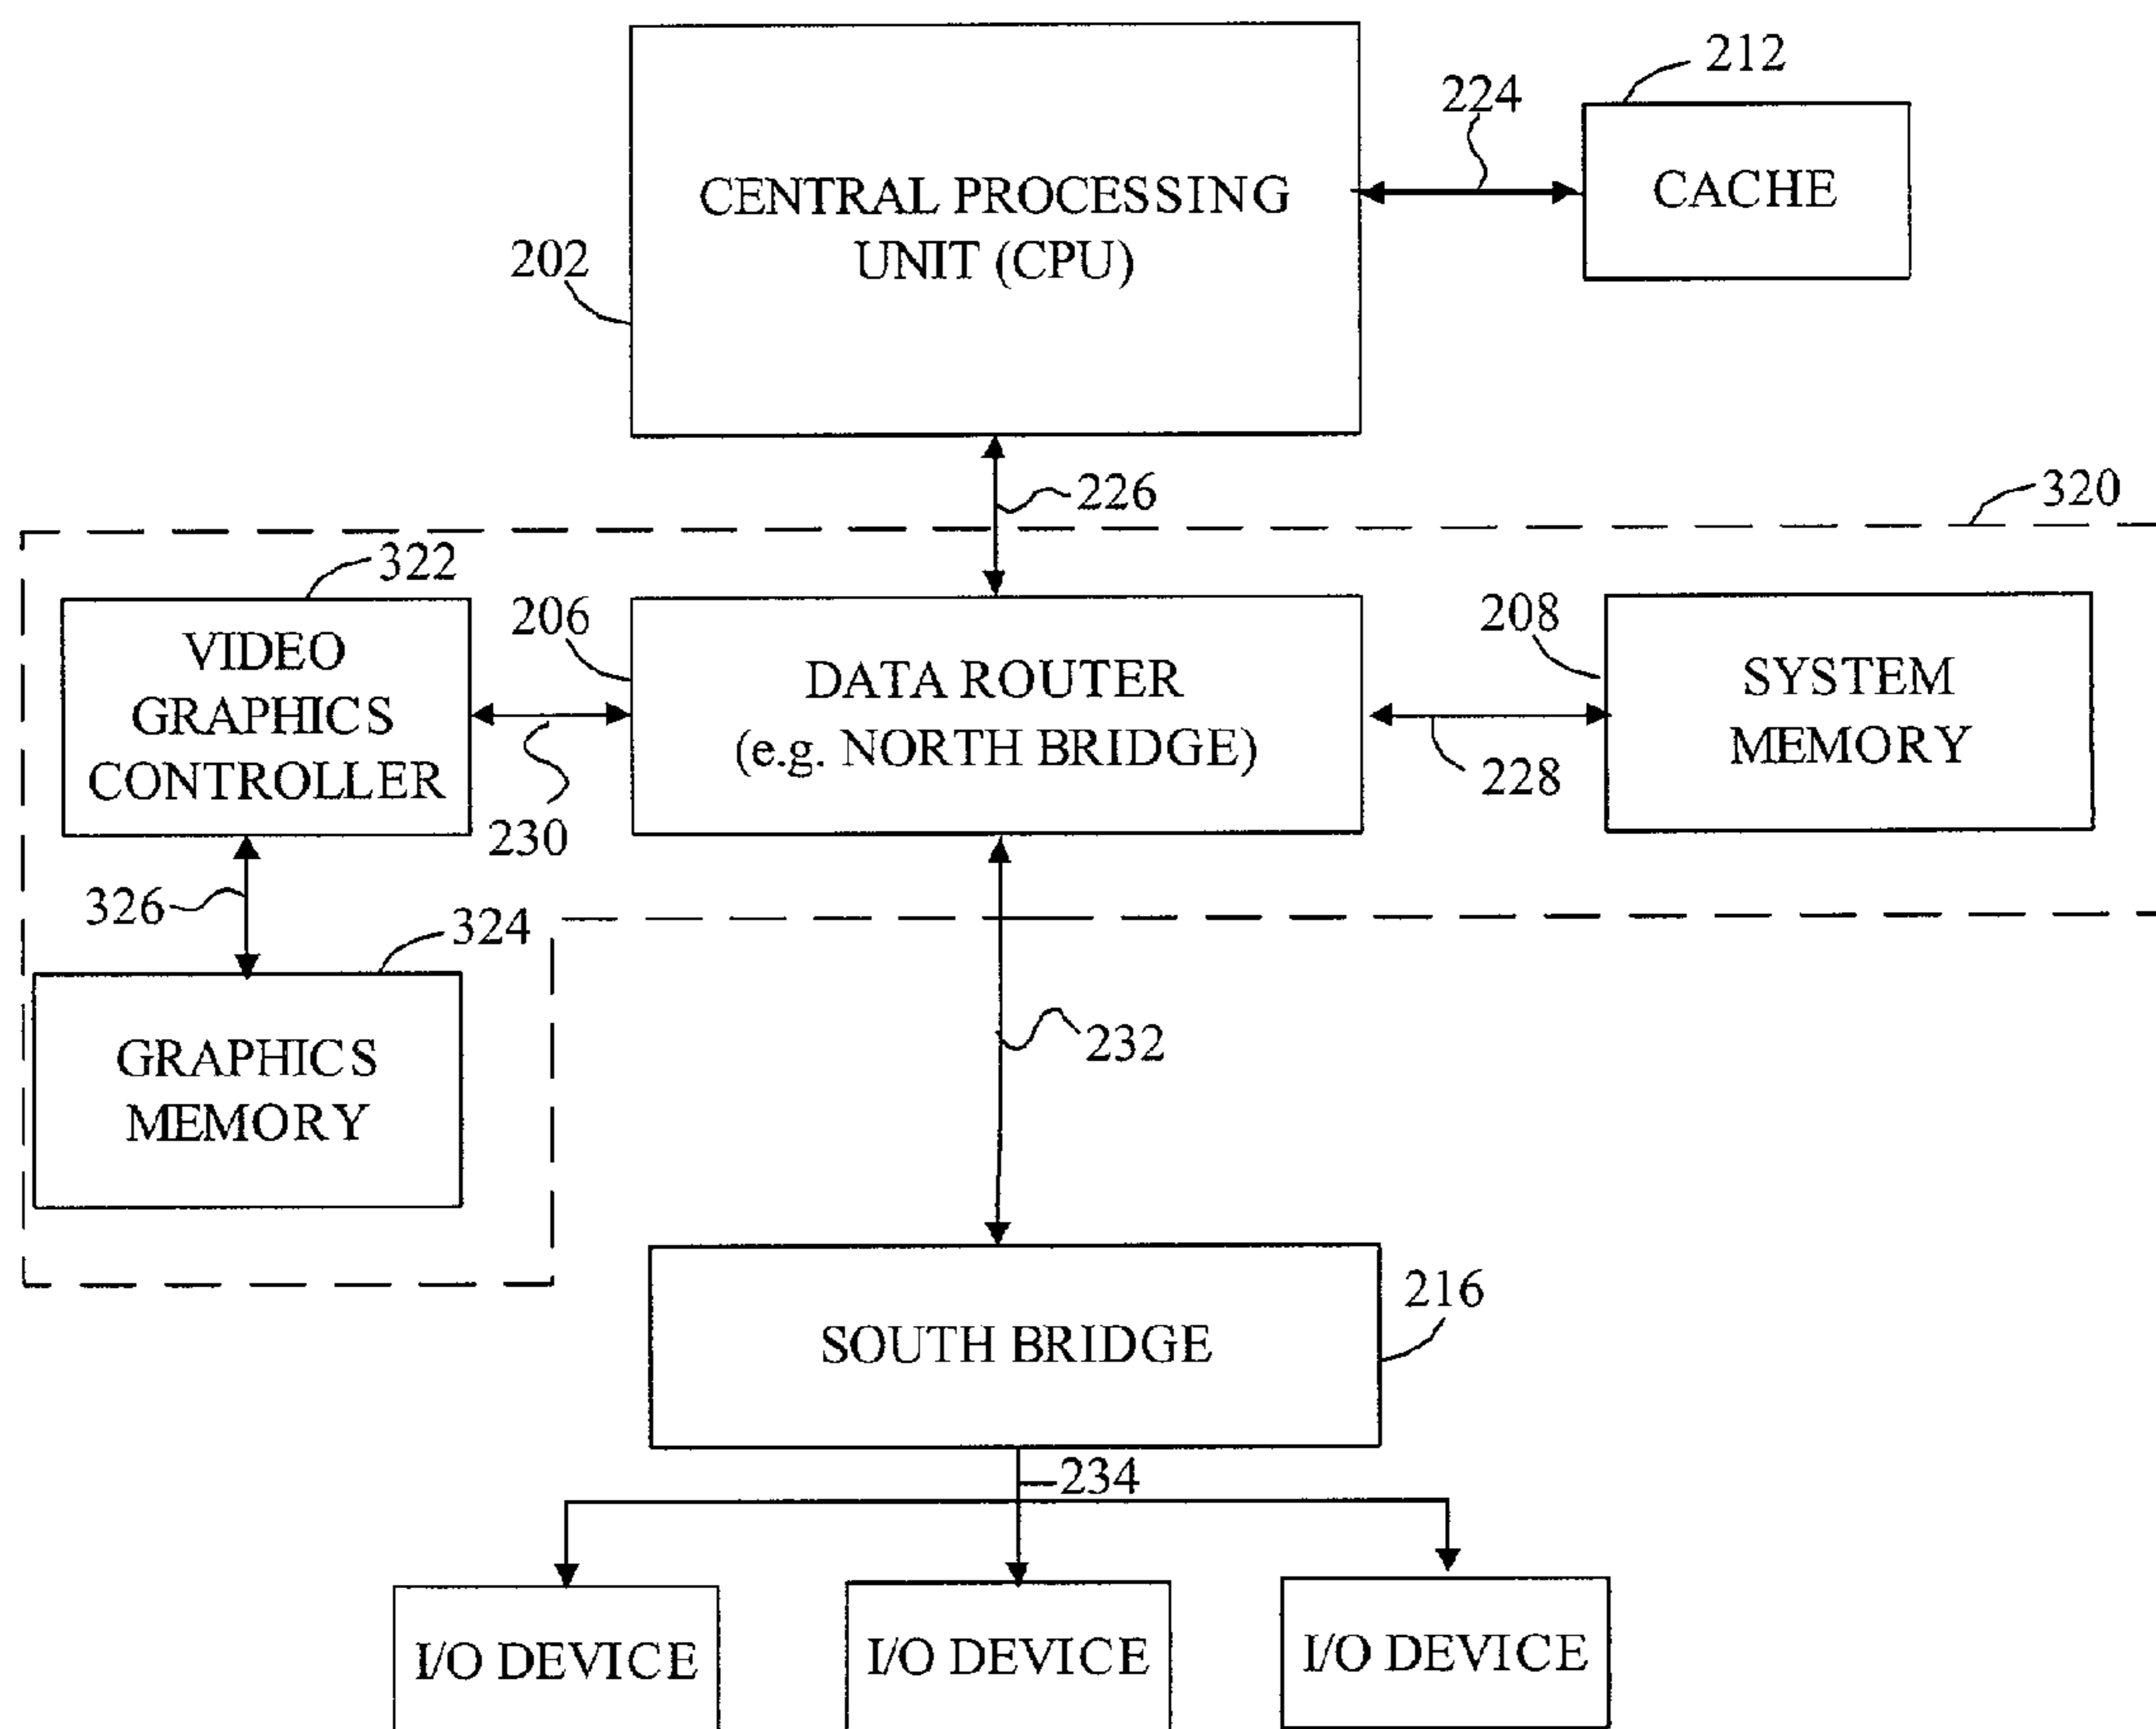 212
224
CENTRAL PROCESSING
UNIT (CPU)
CACHE
202
226
320
322
206
208
VIDEO
GRAPHICS
CONTROLLER
DATA ROUTER
(e.g. NORTH BRIDGE)
SYSTEM
MEMORY
230
228
326
324
232
GRAPHICS
MEMORY
216
SOUTH BRIDGE
234
I/O DEVICE
I/O DEVICE
I/O DEVICE